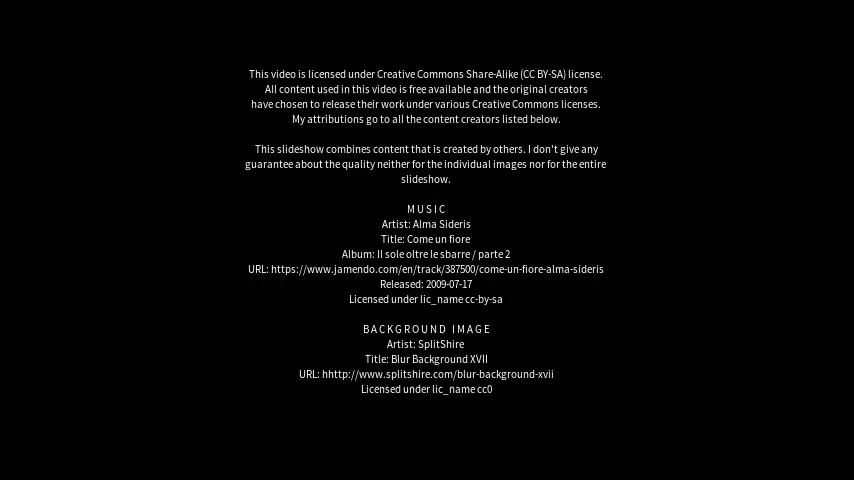 This video is licensed under Creative Commons Share-Alike (CC BY-SA) license.
All content used in this video is free available and the original creators
have chosen to release their work under various Creative Commons licenses.
My attributions go to all the content creators listed below.
This slideshow combines content that is created by others. I don't give any
guarantee about the quality neither for the individual images nor for the entire
slideshow.
MUSIC
Artist: Alma Sideris
Title: Come un fiore
Album: Il sole oltre le sbarre / parte 2
URL: https://www.jamendo.com/en/track/387500/come-un-fiore-alma-sideris
Released: 2009-07-17
Licensed under lic_name cc-by-sa
BACKGROUND IMAGE
Artist: SplitShire
Title: Blur Background XVII
URL: hhttp://www.splitshire.com/blur-background-xvii
Licensed under lic_name cc0